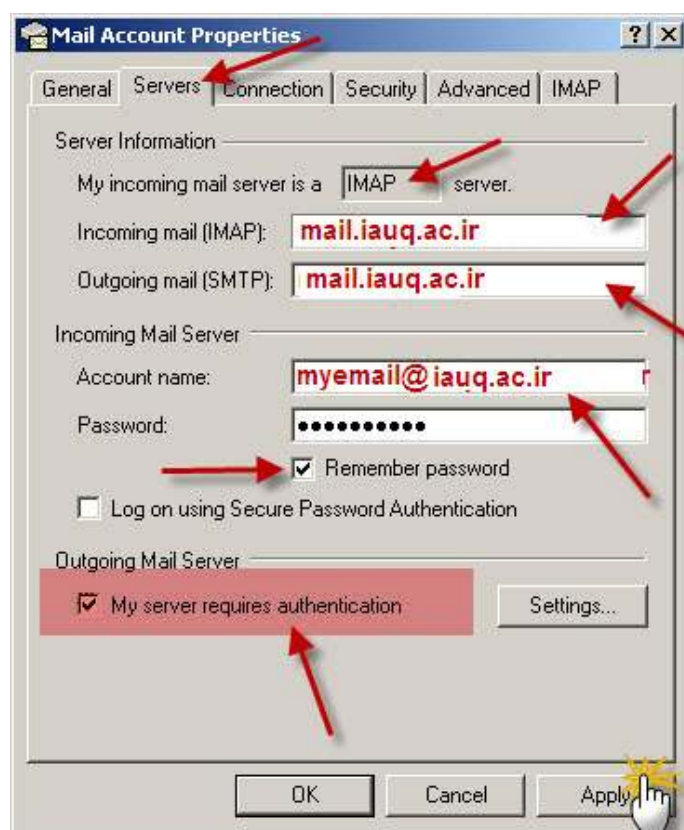 Mail Account Properties
General Servers Connection Security Advanced IMAP
Server Information
My incoming mail server is a IMAP server.
Incoming mail (IMAP): mail.iauq.ac.ir
Outgoing mail (SMTP): mail.iauq.ac.ir
Incoming Mail Server
Account name: myemail@iauq.ac.ir
Password: ●●●●●●●●●●
Remember password
Log on using Secure Password Authentication
Outgoing Mail Server
My server requires authentication Settings...
OK Cancel Apply